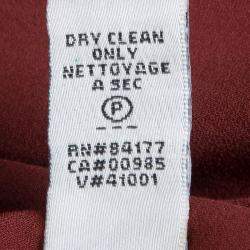 DRY CLEAN
ONLY
NETTOYAGE
A SEC
P
RN#84177
CA#00985
V#41001